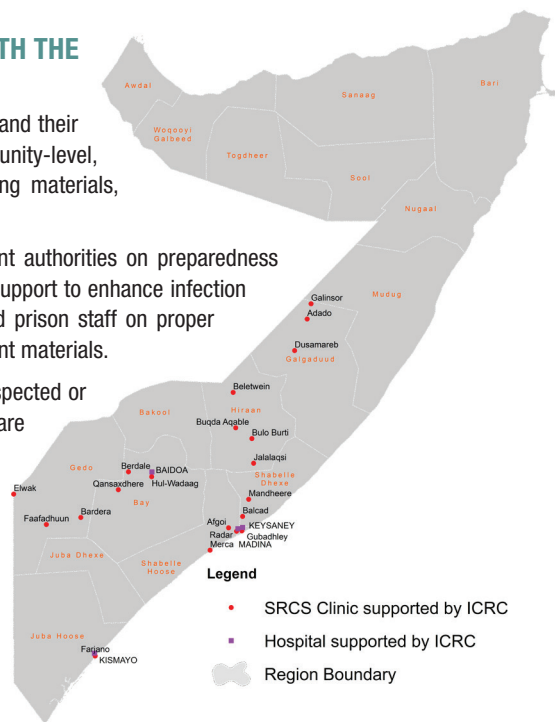 TH THE
and their
unity-level,
ng materials,
nt authorities on preparedness
support to enhance infection
d prison staff on proper
nt materials.
spected or
are
Awdal
Woqooyi
Galbeed
Togdheer
Sanaag
Bari
Sool
Nugaal
Mudug
Galinsor
Adado
Dusamareb
Galgaduud
Beletwein
Bakool
Hiraan
Buqda Aqable
Bulo Burti
Jalalaqsi
Gedo
Berdale
BAIDOA
Shabelle
Dhexe
Elwak
Qansaxdhere
Hul-Wadaag
Bay
Mandheere
Faafadhuun
Bardera
Balcad
Afgoi
KEYSANEY
Radar
Gubadhley
Merca
MADINA
Juba Dhexe
Shabelle
Hoose
Juba Hoose
Farjano
KISMAYO
Legend
SRCS Clinic supported by ICRC
Hospital supported by ICRC
Region Boundary